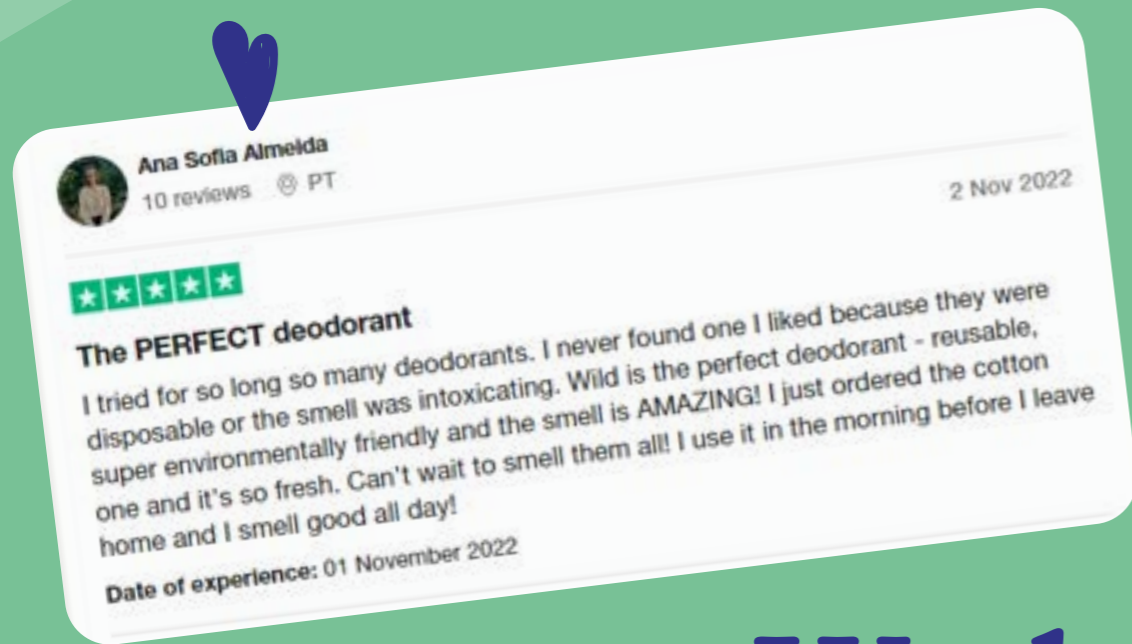 Ana Sofia Almeida
10 reviews PT
2 Nov 2022
The PERFECT deodorant
I tried for so long so many deodorants. I never found one I liked because they were
disposable or the smell was intoxicating. Wild is the perfect deodorant - reusable,
super environmentally friendly and the smell is AMAZING! I just ordered the cotton
one and it's so fresh. Can't wait to smell them all! I use it in the morning before I leave
home and I smell good all day!
Date of experience: 01 November 2022